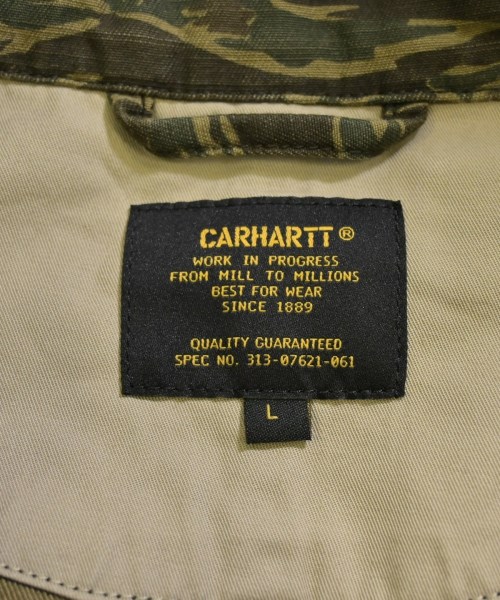 CARHARTT®
WORK IN PROGRESS
FROM MILL TO MILLIONS
BEST FOR WEAR
SINCE 1889
QUALITY GUARANTEED
SPEC NO. 313-07621-061
L